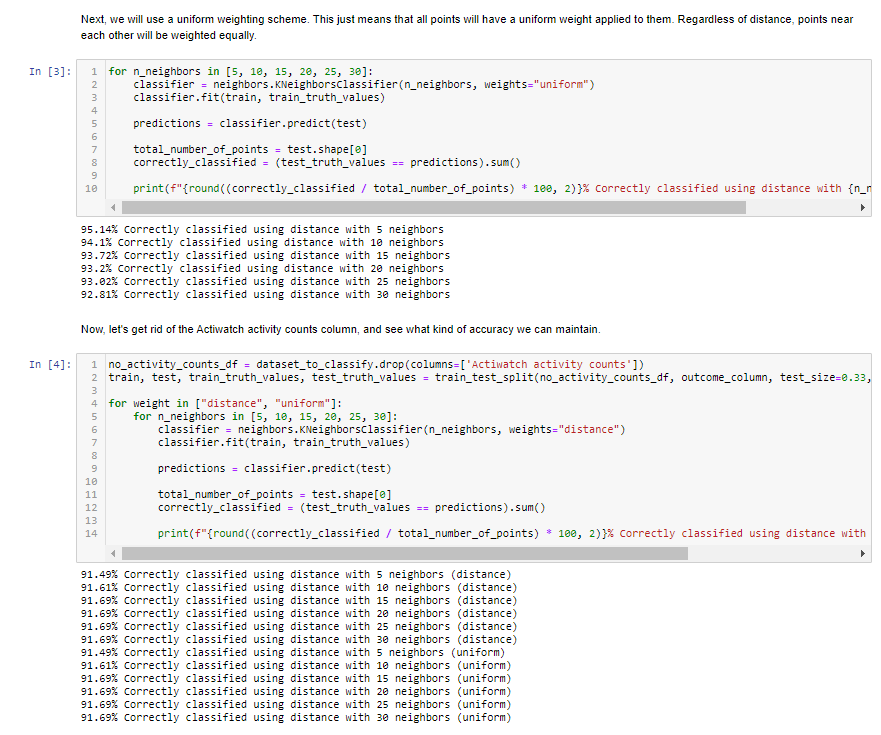 Next, we will use a uniform weighting scheme. This just means that all points will have a uniform weight applied to them. Regardless of distance, points near
each other will be weighted equally.
In [3]:
1 for n_neighbors in [5, 10, 15, 20, 25, 30]:
2     classifier = neighbors.KNeighborsClassifier(n_neighbors, weights="uniform")
3     classifier.fit(train, train_truth_values)
4
5     predictions = classifier.predict(test)
6
7     total_number_of_points = test.shape[0]
8     correctly_classified = (test_truth_values == predictions).sum()
9
10     print(f"{round((correctly_classified / total_number_of_points) * 100, 2)}% Correctly classified using distance with {n_n
95.14% Correctly classified using distance with 5 neighbors
94.1% Correctly classified using distance with 10 neighbors
93.72% Correctly classified using distance with 15 neighbors
93.2% Correctly classified using distance with 20 neighbors
93.02% Correctly classified using distance with 25 neighbors
92.81% Correctly classified using distance with 30 neighbors
Now, let's get rid of the Actiwatch activity counts column, and see what kind of accuracy we can maintain.
In [4]:
1 no_activity_counts_df = dataset_to_classify.drop(columns=['Actiwatch activity counts'])
2 train, test, train_truth_values, test_truth_values = train_test_split(no_activity_counts_df, outcome_column, test_size=0.33,
3
4 for weight in ["distance", "uniform"]:
5     for n_neighbors in [5, 10, 15, 20, 25, 30]:
6         classifier = neighbors.KNeighborsClassifier(n_neighbors, weights="distance")
7         classifier.fit(train, train_truth_values)
8
9         predictions = classifier.predict(test)
10
11         total_number_of_points = test.shape[0]
12         correctly_classified = (test_truth_values == predictions).sum()
13
14         print(f"{round((correctly_classified / total_number_of_points) * 100, 2)}% Correctly classified using distance with
91.49% Correctly classified using distance with 5 neighbors (distance)
91.61% Correctly classified using distance with 10 neighbors (distance)
91.69% Correctly classified using distance with 15 neighbors (distance)
91.69% Correctly classified using distance with 20 neighbors (distance)
91.69% Correctly classified using distance with 25 neighbors (distance)
91.69% Correctly classified using distance with 30 neighbors (distance)
91.49% Correctly classified using distance with 5 neighbors (uniform)
91.61% Correctly classified using distance with 10 neighbors (uniform)
91.69% Correctly classified using distance with 15 neighbors (uniform)
91.69% Correctly classified using distance with 20 neighbors (uniform)
91.69% Correctly classified using distance with 25 neighbors (uniform)
91.69% Correctly classified using distance with 30 neighbors (uniform)